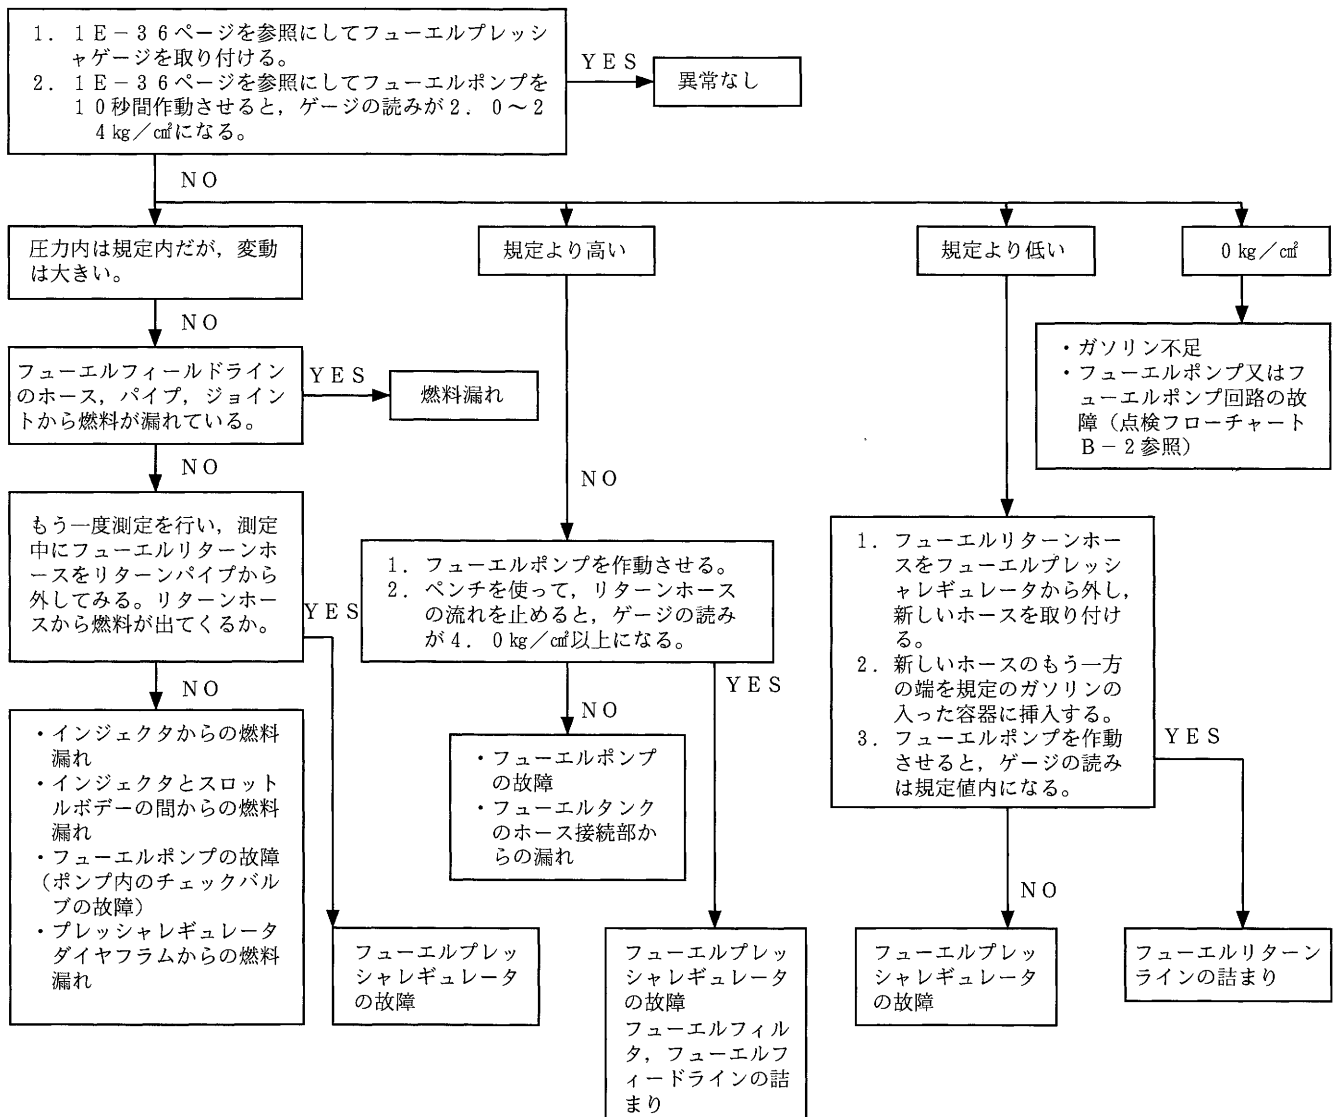 1．1E－36ページを参照にしてフューエルプレッシ
ャゲージを取り付ける。
2．1E－36ページを参照にしてフューエルポンプを
10秒間作動させると，ゲージの読みが2．0～2
4kg／㎠になる。
YES
異常なし
NO
圧力内は規定内だが，変動
は大きい。
規定より高い
規定より低い
0kg／㎠
NO
・ガソリン不足
・フューエルポンプ又はフ
ューエルポンプ回路の故
障（点検フローチャート
B－2参照）
フューエルフィールドライン
のホース，パイプ，ジョイン
トから燃料が漏れている。
YES
燃料漏れ
NO
NO
もう一度測定を行い，測定
中にフューエルリターンホ
ースをリターンパイプから
外してみる。リターンホー
スから燃料が出てくるか。
YES
1．フューエルポンプを作動させる。
2．ペンチを使って，リターンホース
の流れを止めると，ゲージの読み
が4．0kg／㎠以上になる。
1．フューエルリターンホー
スをフューエルプレッシ
ャレギュレータから外し，
新しいホースを取り付け
る。
2．新しいホースのもう一方
の端を規定のガソリンの
入った容器に挿入する。
3．フューエルポンプを作動
させると，ゲージの読み
は規定値内になる。
YES
NO
NO
YES
・インジェクタからの燃料
漏れ
・インジェクタとスロット
ルボデーの間からの燃料
漏れ
・フューエルポンプの故障
（ポンプ内のチェックバル
ブの故障）
・プレッシャレギュレータ
ダイヤフラムからの燃料
漏れ
・フューエルポンプ
の故障
・フューエルタンク
のホース接続部か
らの漏れ
NO
フューエルプレッ
シャレギュレータ
の故障
フューエルプレッ
シャレギュレータ
の故障
フューエルフィル
タ，フューエルフ
ィードラインの詰
まり
フューエルプレッ
シャレギュレータ
の故障
フューエルリターン
ラインの詰まり